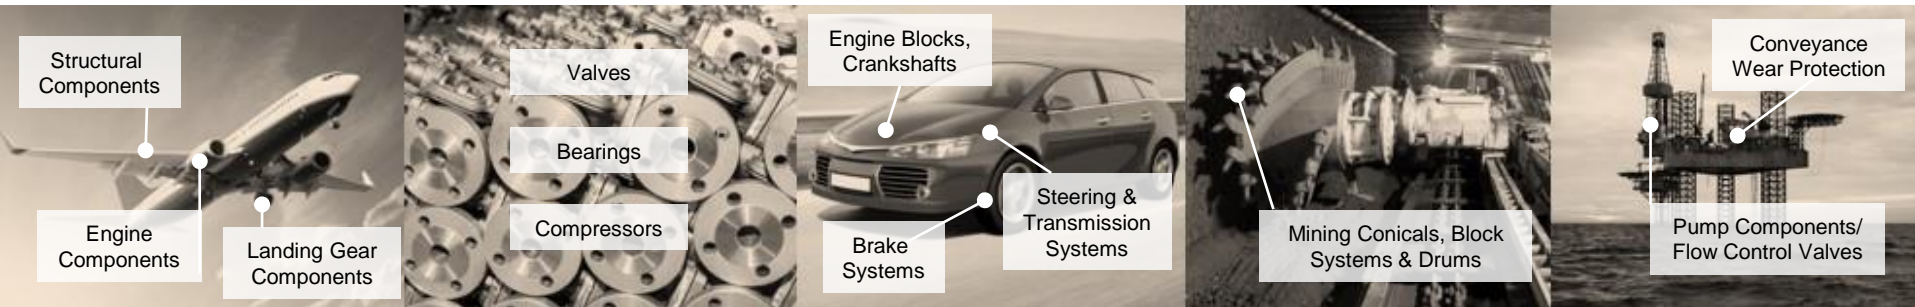 Structural
Components
Engine
Components
Landing Gear
Components
Valves
Bearings
Compressors
Engine Blocks,
Crankshafts
Brake
Systems
Steering &
Transmission
Systems
Mining Conicals, Block
Systems & Drums
Conveyance
Wear Protection
Pump Components/
Flow Control Valves